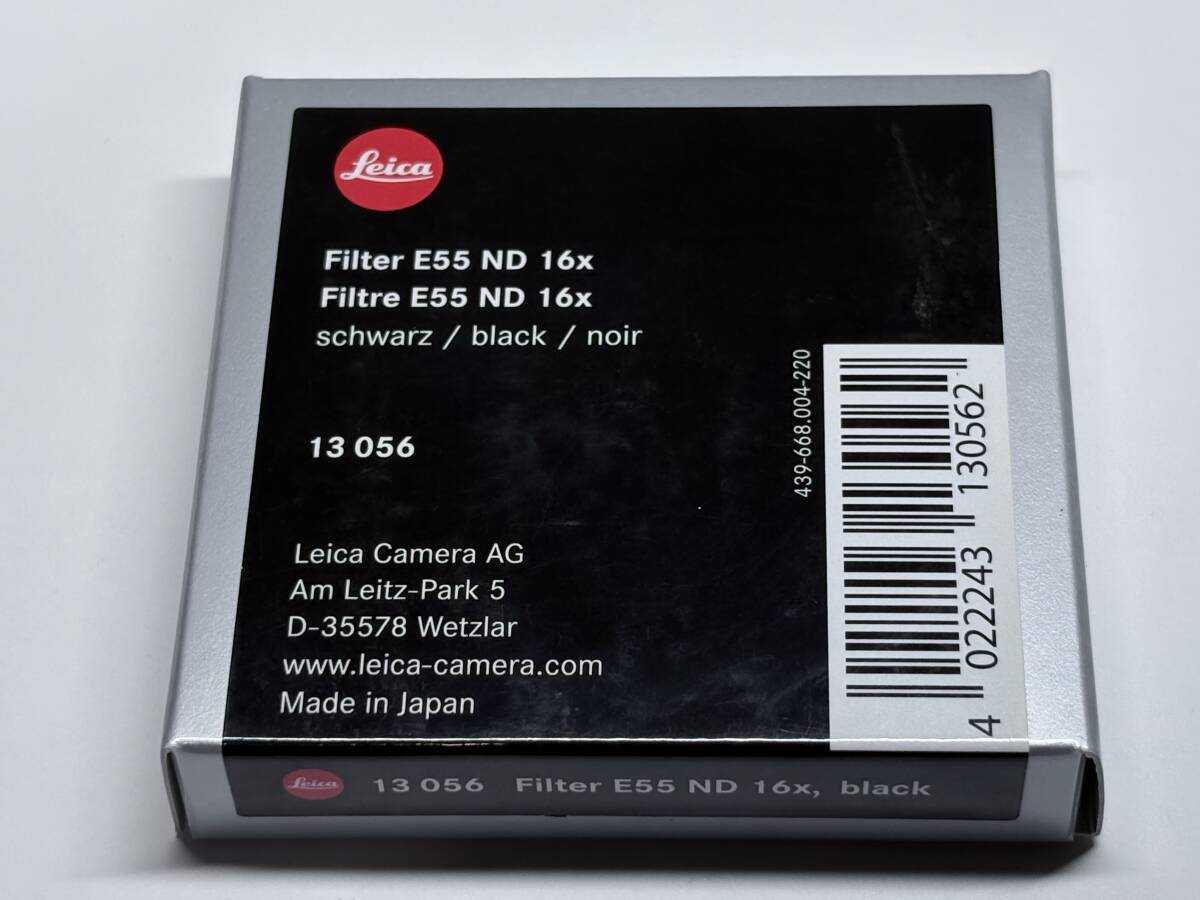 Leica
Filter E55 ND 16x
Filtre E55 ND 16x
schwarz / black / noir
13 056
Leica Camera AG
Am Leitz-Park 5
D-35578 Wetzlar
www.leica-camera.com
Made in Japan
439-668.004-220
4 022243 130562
Leica 13 056 Filter E55 ND 16x, black